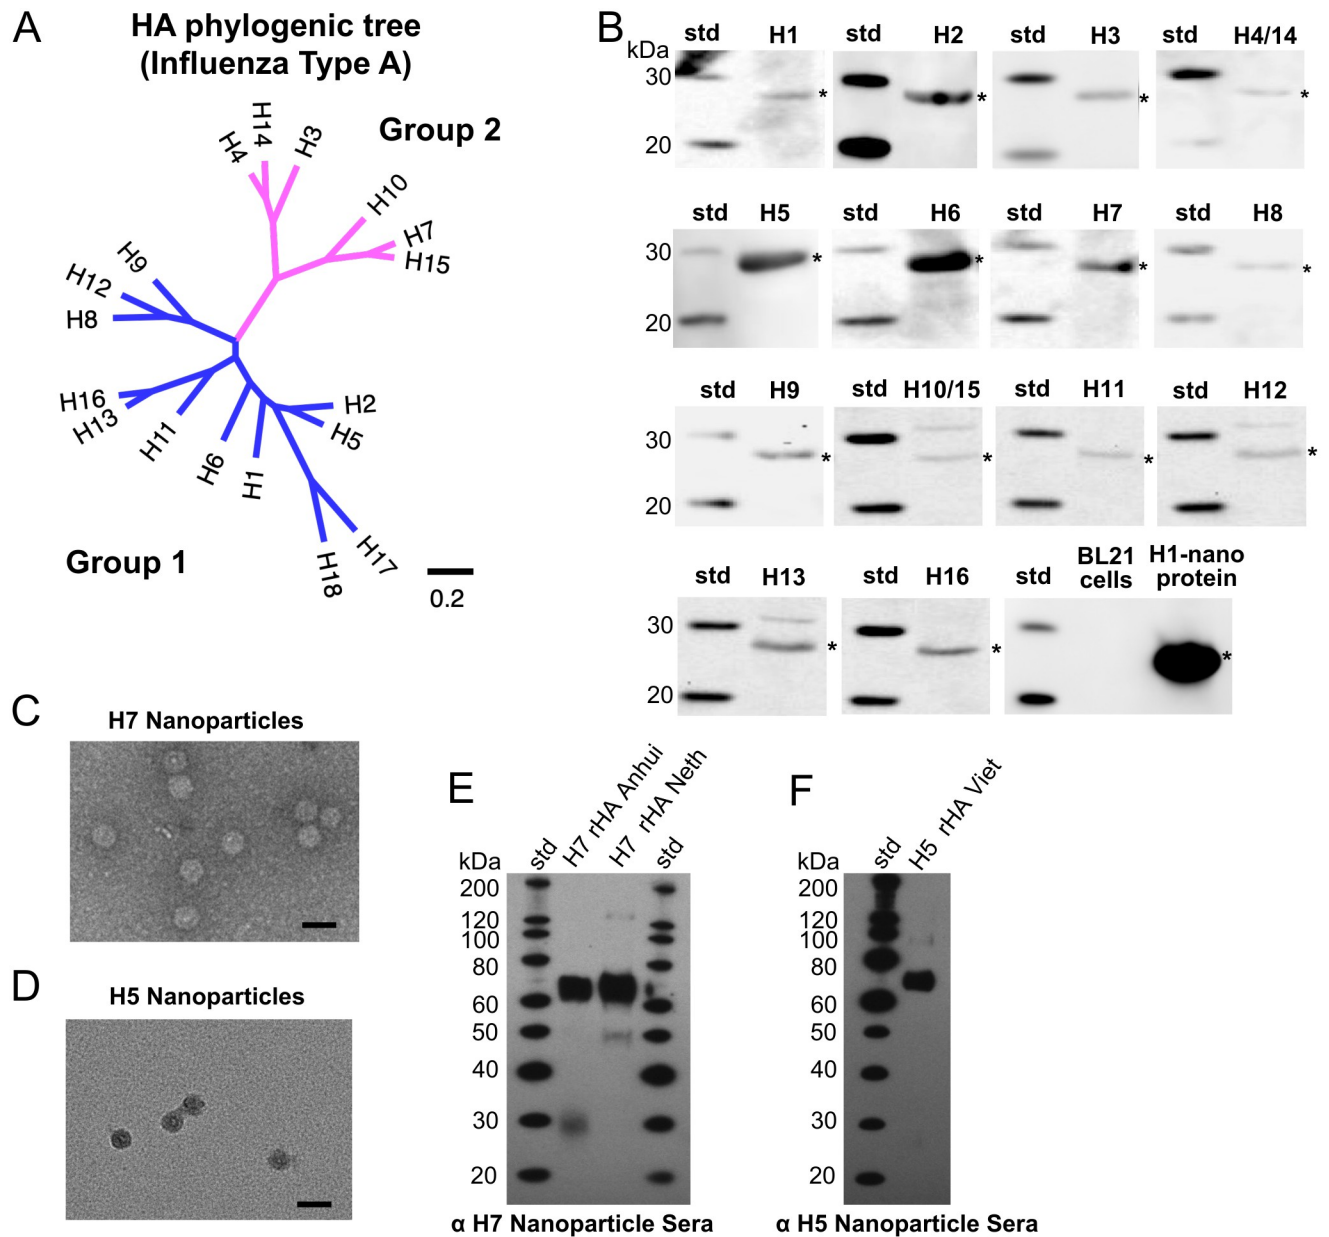 A
HA phylogenic tree
(Influenza Type A)
Group 2
H14
H4
H3
H10
H7
H15
H9
H12
H8
H16
H13
H11
H6
H1
H2
H5
H17
H18
Group 1
0.2
B
kDa
std H1 std H2 std H3 std H4/14
30 * * * *
20
std H5 std H6 std H7 std H8
30 * * * *
20
std H9 std H10/15 std H11 std H12
30 * * * *
20
std H13 std H16 std BL21 cells H1-nano protein
30 * * *
20
C
H7 Nanoparticles
D
H5 Nanoparticles
E
kDa std H7 rHA Anhui H7 rHA Neth std
200
120
100
80
60
50
40
30
20
α H7 Nanoparticle Sera
F
kDa std H5 rHA Viet
200
120
100
80
60
50
40
30
20
α H5 Nanoparticle Sera